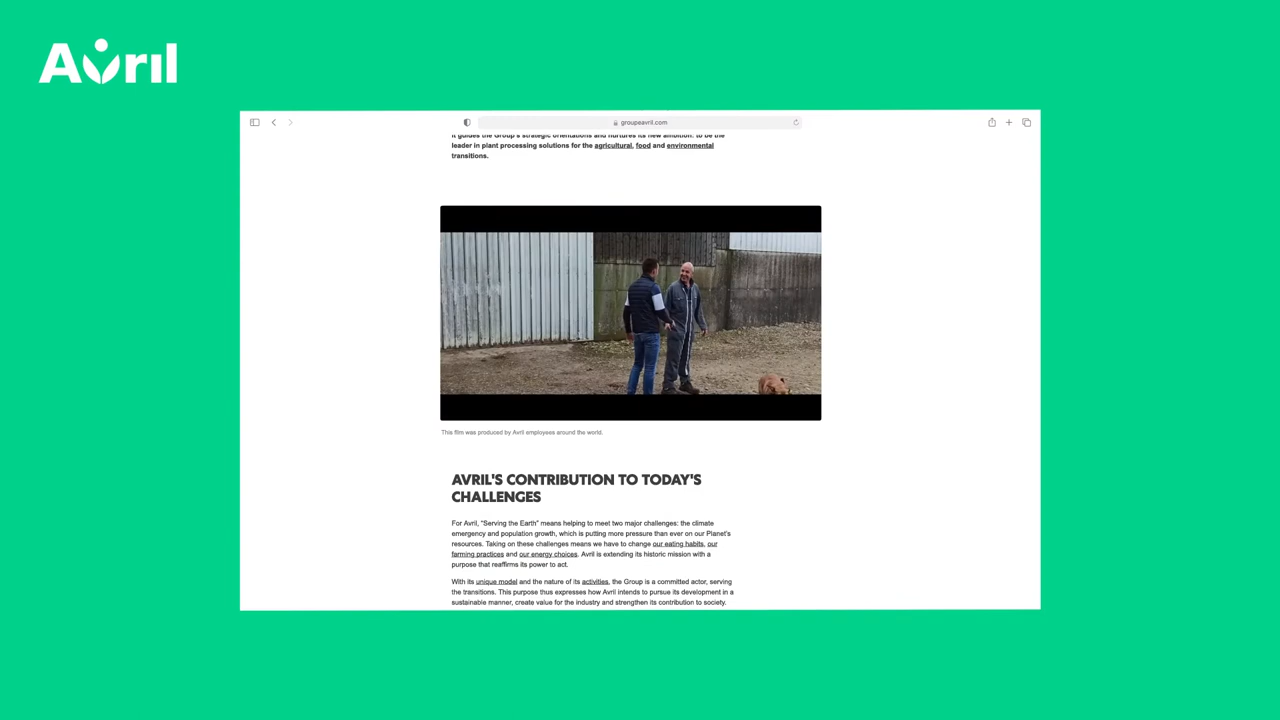 Avril
groupeavril.com
it guides the Group's strategic orientations and nurtures its new ambition: to be the
leader in plant processing solutions for the agricultural, food and environmental
transitions.
This film was produced by Avril employees around the world.
AVRIL'S CONTRIBUTION TO TODAY'S
CHALLENGES
For Avril, “Serving the Earth” means helping to meet two major challenges: the climate
emergency and population growth, which is putting more pressure than ever on our Planet's
resources. Taking on these challenges means we have to change our eating habits, our
farming practices and our energy choices. Avril is extending its historic mission with a
purpose that reaffirms its power to act.
With its unique model and the nature of its activities, the Group is a committed actor, serving
the transitions. This purpose thus expresses how Avril intends to pursue its development in a
sustainable manner, create value for the industry and strengthen its contribution to society.